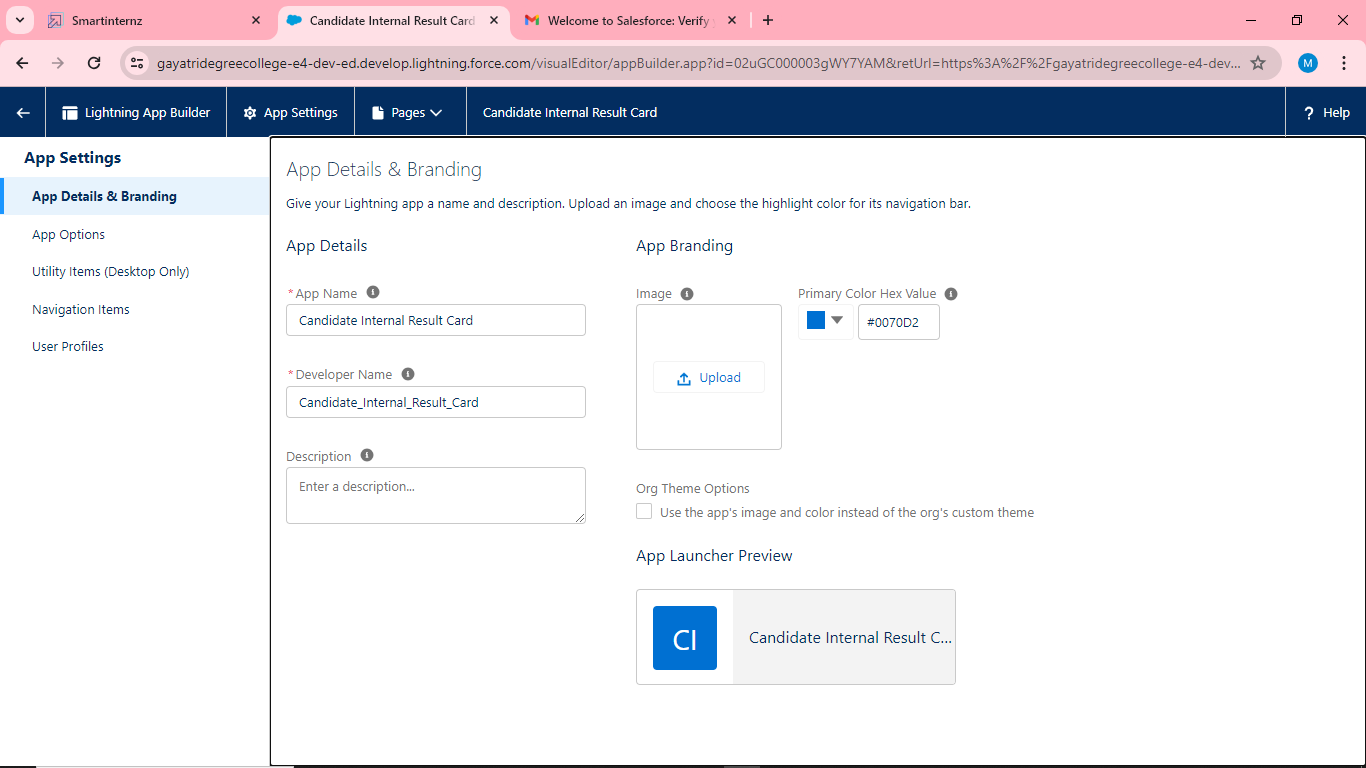 Smartinternz
Candidate Internal Result Card
Welcome to Salesforce: Verify
gayatridegreecollege-e4-dev-ed.develop.lightning.force.com/visualEditor/appBuilder.app?id=02uGC000003gWY7YAM&retUrl=https%3A%2F%2Fgayatridegreecollege-e4-dev...
M
Lightning App Builder
App Settings
Pages
Candidate Internal Result Card
? Help
App Settings
App Details & Branding
App Options
Utility Items (Desktop Only)
Navigation Items
User Profiles
App Details & Branding
Give your Lightning app a name and description. Upload an image and choose the highlight color for its navigation bar.
App Details
*App Name
Candidate Internal Result Card
*Developer Name
Candidate_Internal_Result_Card
Description
Enter a description...
App Branding
Image
Upload
Primary Color Hex Value
#0070D2
Org Theme Options
Use the app's image and color instead of the org's custom theme
App Launcher Preview
CI
Candidate Internal Result C...